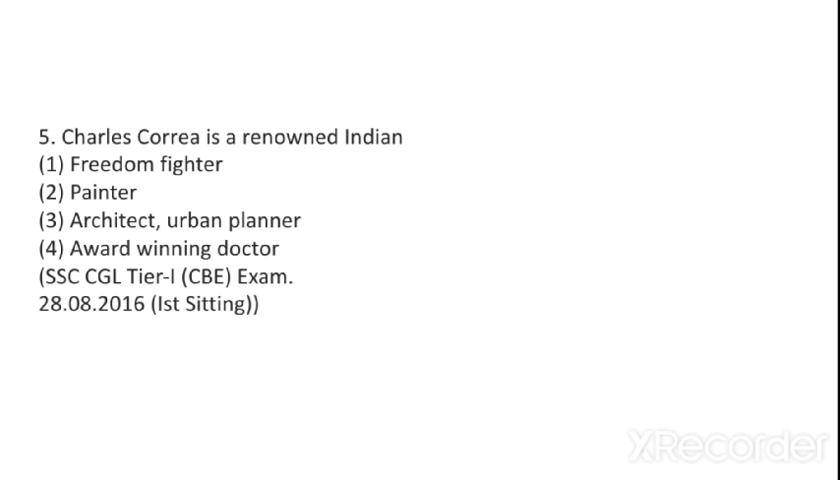 5. Charles Correa is a renowned Indian
(1) Freedom fighter
(2) Painter
(3) Architect, urban planner
(4) Award winning doctor
(SSC CGL Tier-I (CBE) Exam.
28.08.2016 (Ist Sitting))
XRecorder